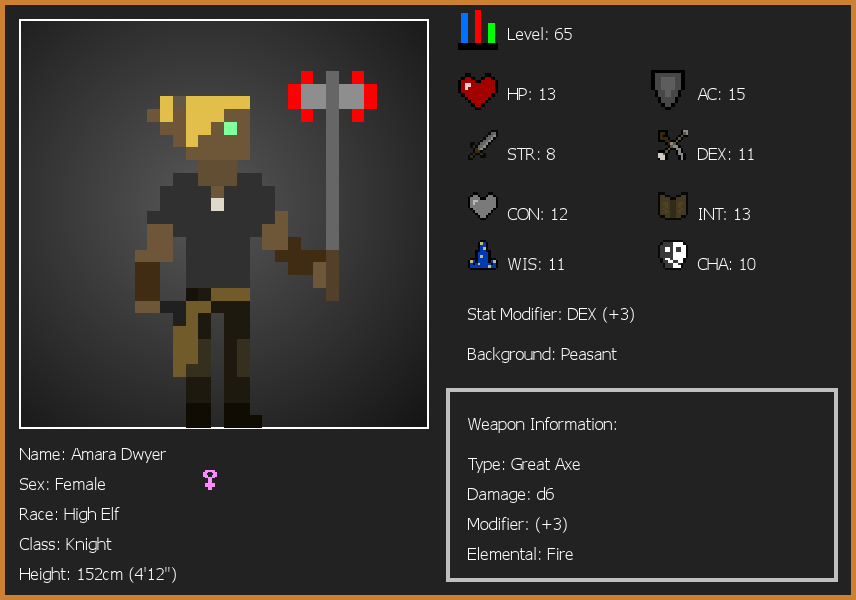 Level: 65
HP: 13
AC: 15
STR: 8
DEX: 11
CON: 12
INT: 13
WIS: 11
CHA: 10
Stat Modifier: DEX (+3)
Background: Peasant
Weapon Information:
Type: Great Axe
Damage: d6
Modifier: (+3)
Elemental: Fire
Name: Amara Dwyer
Sex: Female
Race: High Elf
Class: Knight
Height: 152cm (4'12")